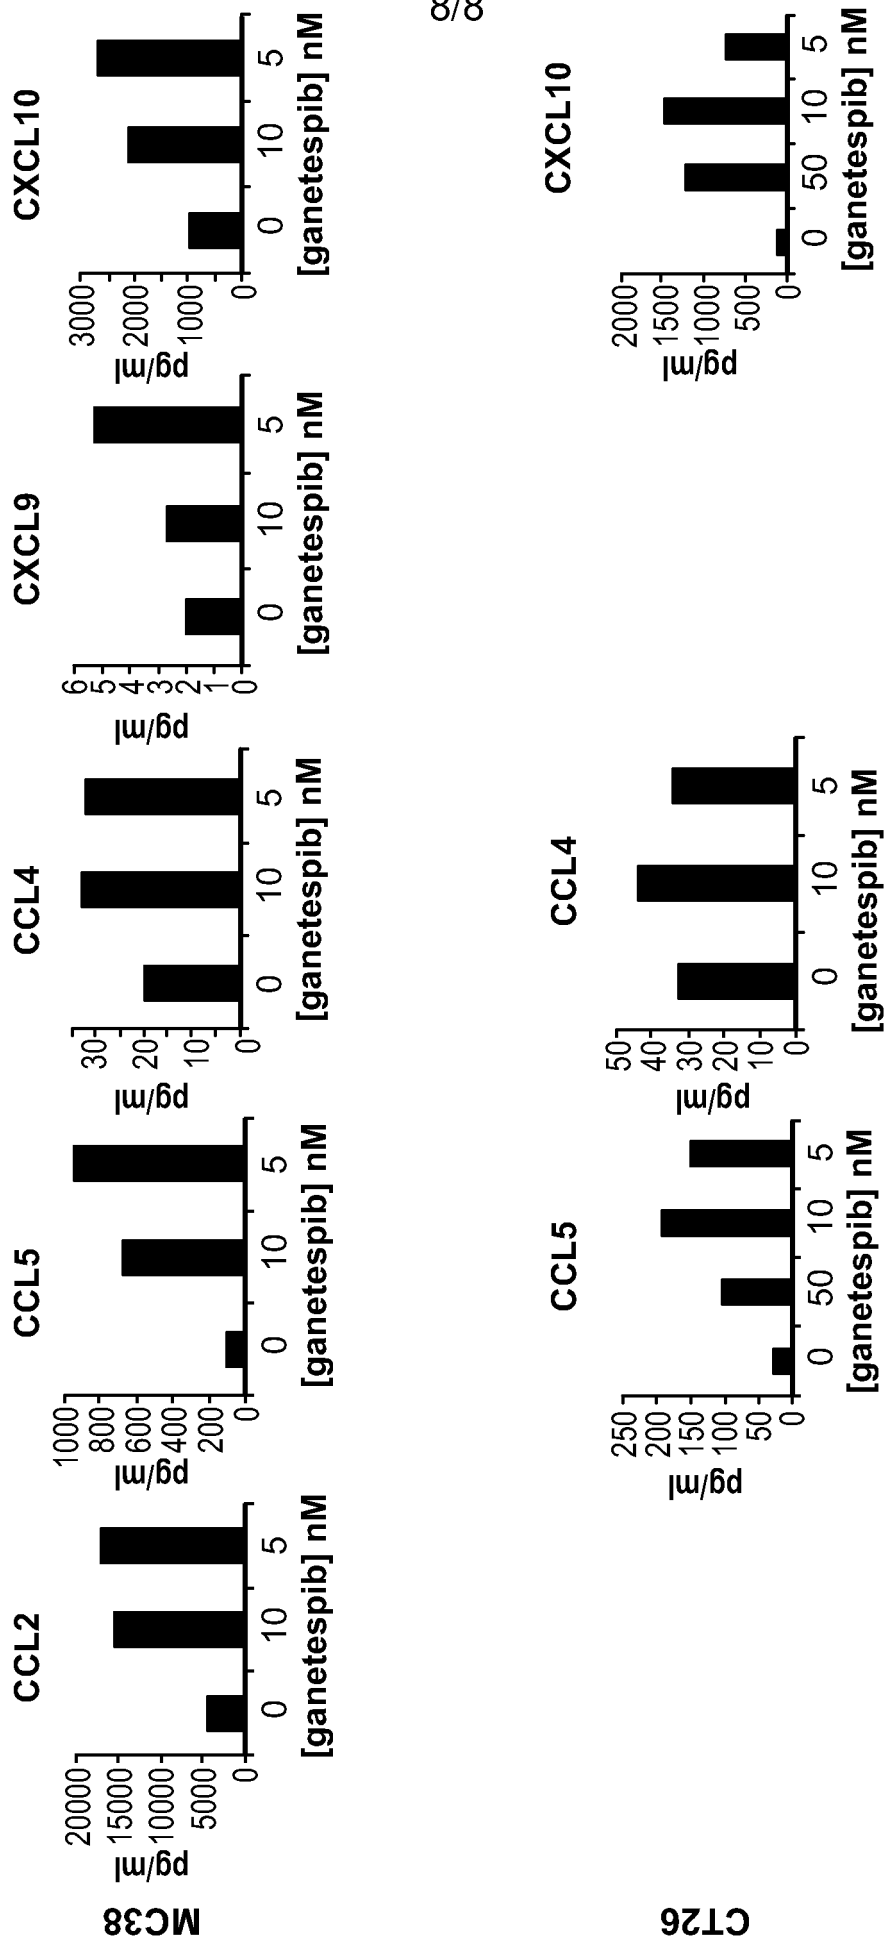 8/8
MC38
CCL2
pg/ml
20000
15000
10000
5000
0
0 10 5
[ganetespib] nM
CCL5
pg/ml
1000
800
600
400
200
0
0 10 5
[ganetespib] nM
CCL4
pg/ml
30
20
10
0
0 10 5
[ganetespib] nM
CXCL9
pg/ml
6
5
4
3
2
1
0
0 10 5
[ganetespib] nM
CXCL10
pg/ml
3000
2000
1000
0
0 10 5
[ganetespib] nM
CT26
CCL5
pg/ml
250
200
150
100
50
0
0 50 10 5
[ganetespib] nM
CCL4
pg/ml
50
40
30
20
10
0
0 10 5
[ganetespib] nM
CXCL10
pg/ml
2000
1500
1000
500
0
0 50 10 5
[ganetespib] nM